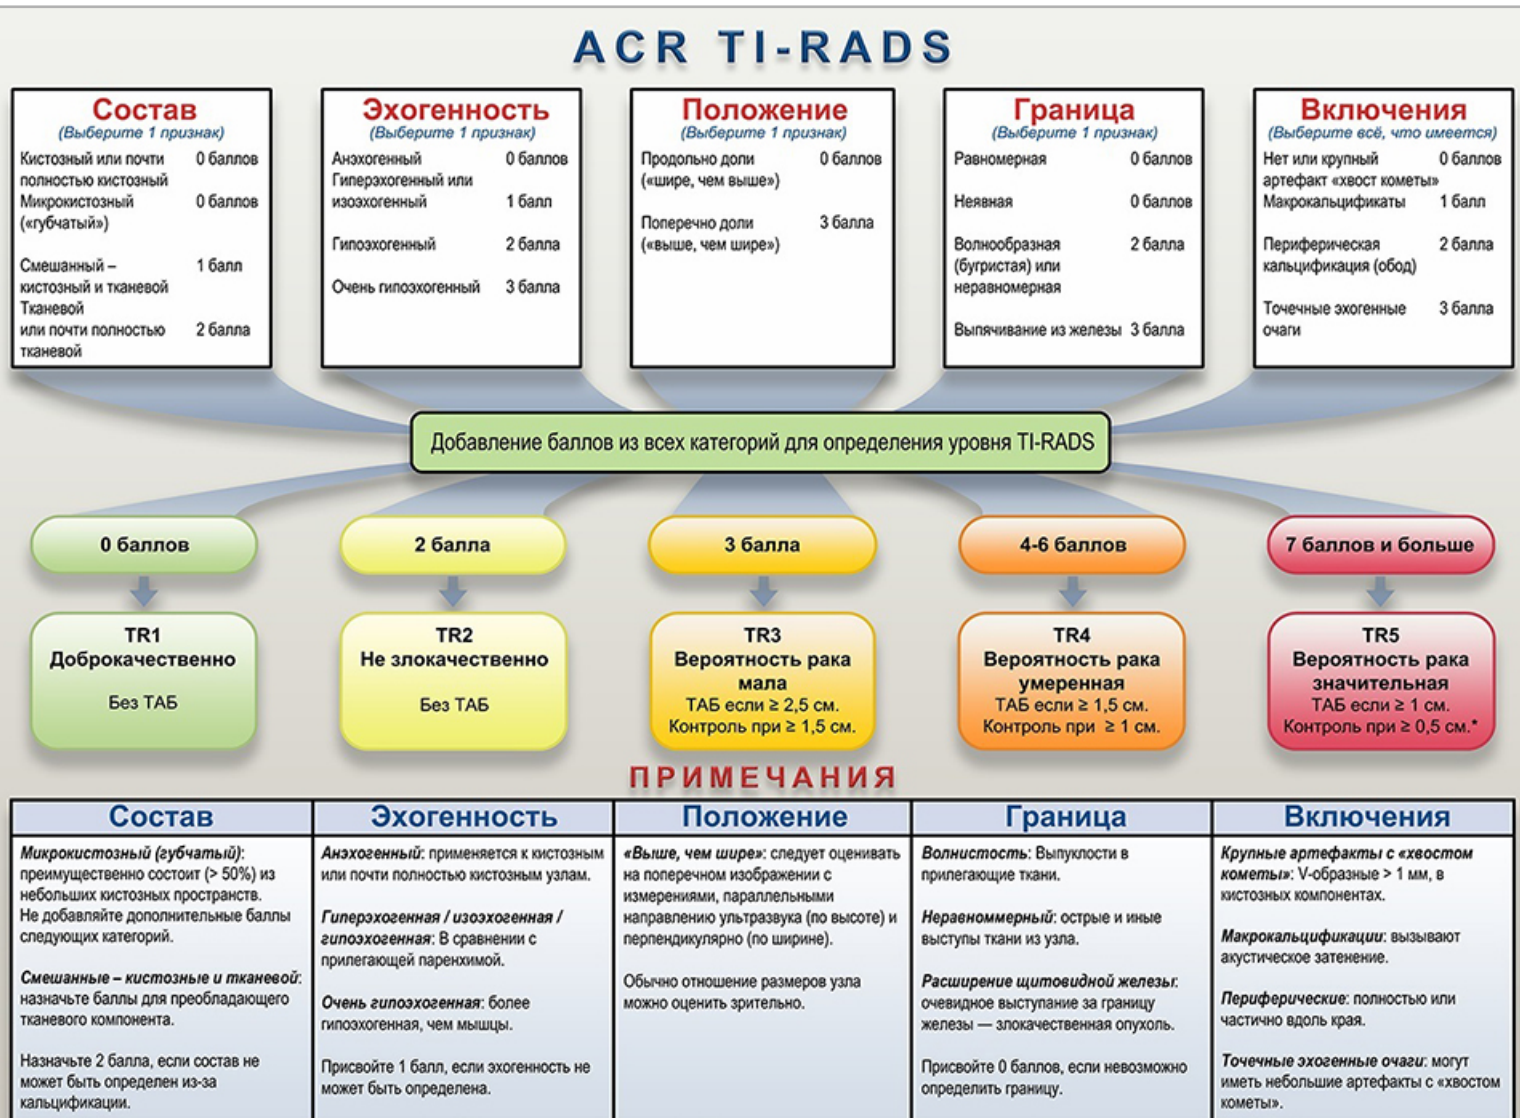 ACR TI-RADS
Состав
(Выберите 1 признак)
Кистозный или почти 0 баллов
полностью кистозный
Микрокистозный 0 баллов
(«губчатый»)
Смешанный – 1 балл
кистозный и тканевой
Тканевой
или почти полностью 2 балла
тканевой
Эхогенность
(Выберите 1 признак)
Анэхогенный 0 баллов
Гиперэхогенный или
изоэхогенный 1 балл
Гипоэхогенный 2 балла
Очень гипоэхогенный 3 балла
Положение
(Выберите 1 признак)
Продольно доли 0 баллов
(«шире, чем выше»)
Поперечно доли 3 балла
(«выше, чем шире»)
Граница
(Выберите 1 признак)
Равномерная 0 баллов
Неявная 0 баллов
Волнообразная 2 балла
(бугристая) или
неравномерная
Выпячивание из железы 3 балла
Включения
(Выберите всё, что имеется)
Нет или крупный 0 баллов
артефакт «хвост кометы»
Макрокальцификаты 1 балл
Периферическая 2 балла
кальцификация (обод)
Точечные эхогенные 3 балла
очаги
Добавление баллов из всех категорий для определения уровня TI-RADS
0 баллов
2 балла
3 балла
4-6 баллов
7 баллов и больше
TR1
Доброкачественно
Без ТАБ
TR2
Не злокачественно
Без ТАБ
TR3
Вероятность рака
мала
ТАБ если ≥ 2,5 см.
Контроль при ≥ 1,5 см.
TR4
Вероятность рака
умеренная
ТАБ если ≥ 1,5 см.
Контроль при ≥ 1 см.
TR5
Вероятность рака
значительная
ТАБ если ≥ 1 см.
Контроль при ≥ 0,5 см.*
ПРИМЕЧАНИЯ
Состав
Микрокистозный (губчатый):
преимущественно состоит (> 50%) из
небольших кистозных пространств.
Не добавляйте дополнительные баллы
следующих категорий.
Смешанные – кистозные и тканевой:
назначьте баллы для преобладающего
тканевого компонента.
Назначьте 2 балла, если состав не
может быть определен из-за
кальцификации.
Эхогенность
Анэхогенный: применяется к кистозным
или почти полностью кистозным узлам.
Гиперэхогенная / изоэхогенная /
гипоэхогенная: В сравнении с
прилегающей паренхимой.
Очень гипоэхогенная: более
гипоэхогенная, чем мышцы.
Присвойте 1 балл, если эхогенность не
может быть определена.
Положение
«Выше, чем шире»: следует оценивать
на поперечном изображении с
измерениями, параллельными
направлению ультразвука (по высоте) и
перпендикулярно (по ширине).
Обычно отношение размеров узла
можно оценить зрительно.
Граница
Волнистость: Выпуклости в
прилегающие ткани.
Неравноммерный: острые и иные
выступы ткани из узла.
Расширение щитовидной железы:
очевидное выступание за границу
железы — злокачественная опухоль.
Присвойте 0 баллов, если невозможно
определить границу.
Включения
Крупные артефакты с «хвостом
кометы»: V-образные > 1 мм, в
кистозных компонентах.
Макрокальцификации: вызывают
акустическое затенение.
Периферические: полностью или
частично вдоль края.
Точечные эхогенные очаги: могут
иметь небольшие артефакты с «хвостом
кометы».